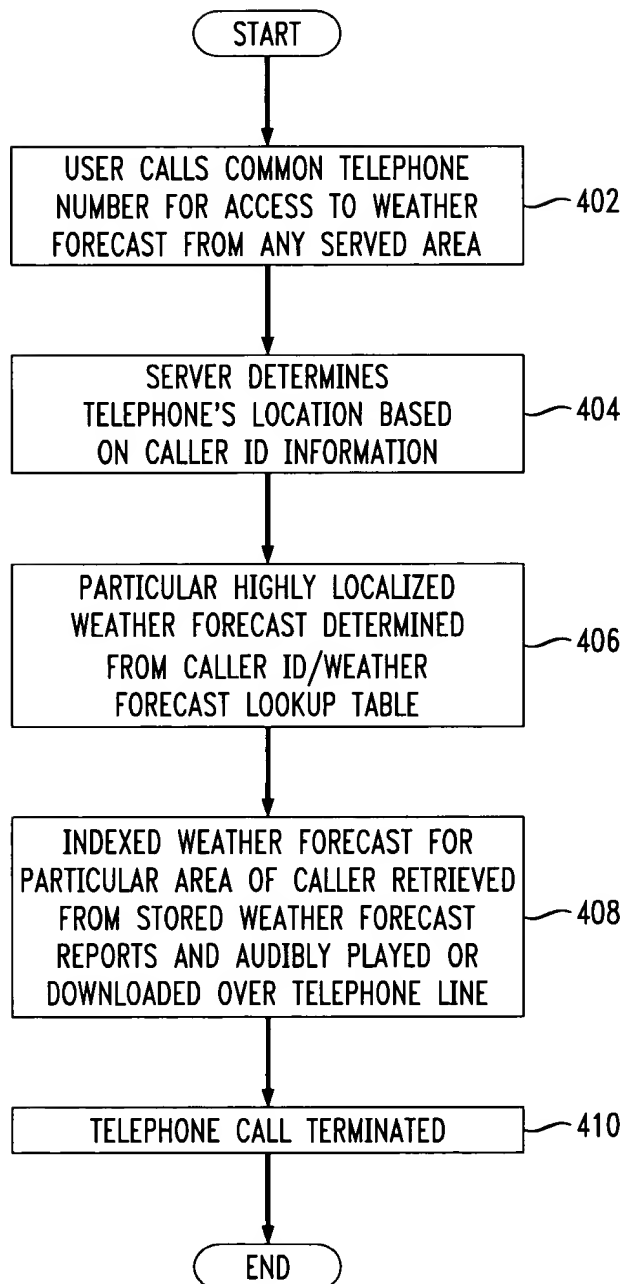 START
USER CALLS COMMON TELEPHONE
NUMBER FOR ACCESS TO WEATHER
FORECAST FROM ANY SERVED AREA
402
SERVER DETERMINES
TELEPHONE'S LOCATION BASED
ON CALLER ID INFORMATION
404
PARTICULAR HIGHLY LOCALIZED
WEATHER FORECAST DETERMINED
FROM CALLER ID/WEATHER
FORECAST LOOKUP TABLE
406
INDEXED WEATHER FORECAST FOR
PARTICULAR AREA OF CALLER RETRIEVED
FROM STORED WEATHER FORECAST
REPORTS AND AUDIBLY PLAYED OR
DOWNLOADED OVER TELEPHONE LINE
408
TELEPHONE CALL TERMINATED
410
END